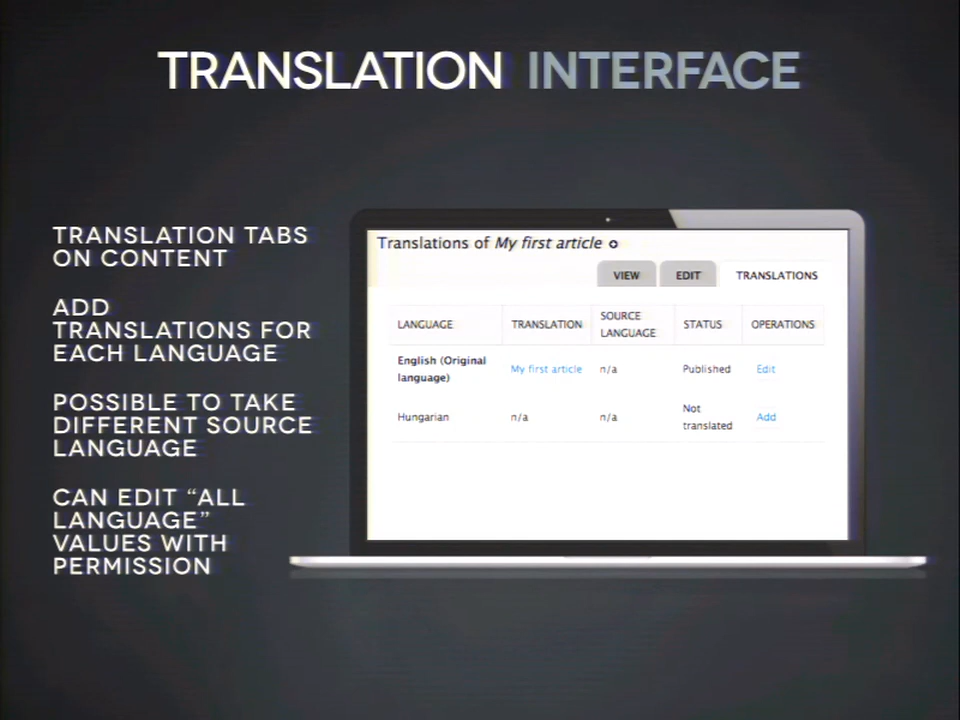 TRANSLATION INTERFACE
TRANSLATION TABS
ON CONTENT
ADD
TRANSLATIONS FOR
EACH LANGUAGE
POSSIBLE TO TAKE
DIFFERENT SOURCE
LANGUAGE
CAN EDIT “ALL
LANGUAGE”
VALUES WITH
PERMISSION
Translations of My first article
VIEW EDIT TRANSLATIONS
LANGUAGE TRANSLATION SOURCE LANGUAGE STATUS OPERATIONS
English (Original language) My first article n/a Published Edit
Hungarian n/a n/a Not translated Add